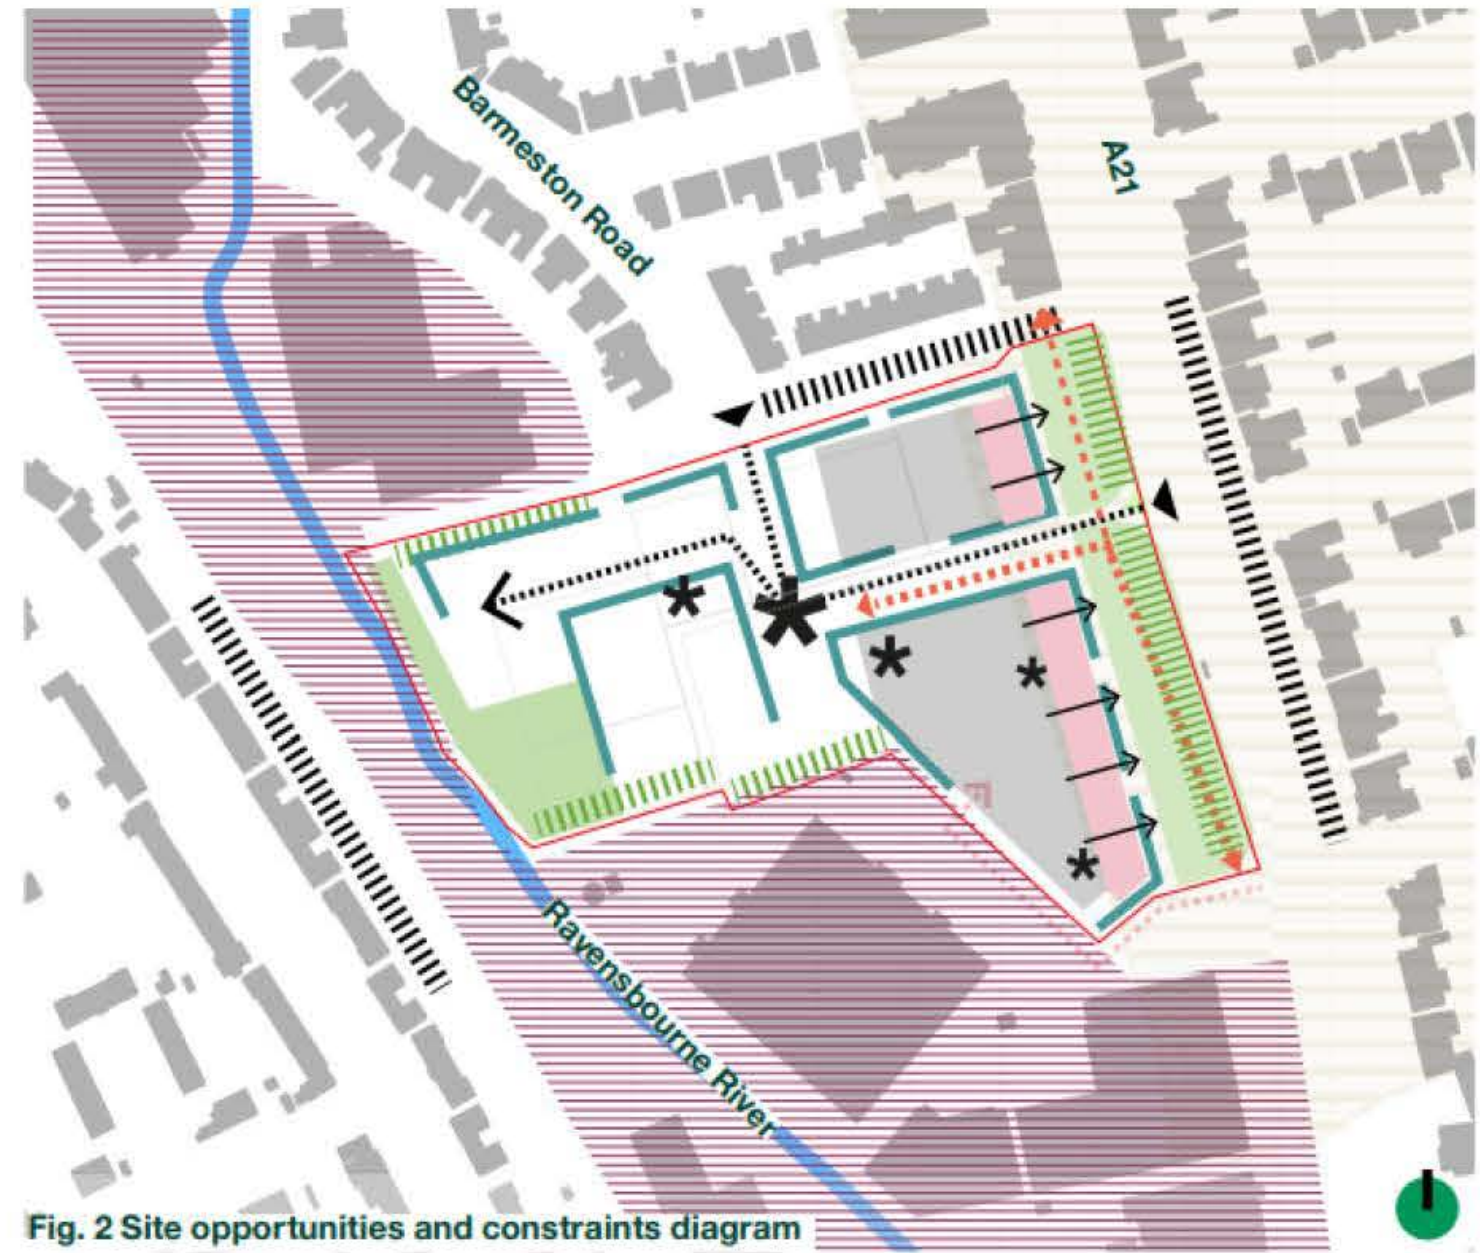 Barmeston Road
A21
Ravensbourne River
Fig. 2 Site opportunities and constraints diagram